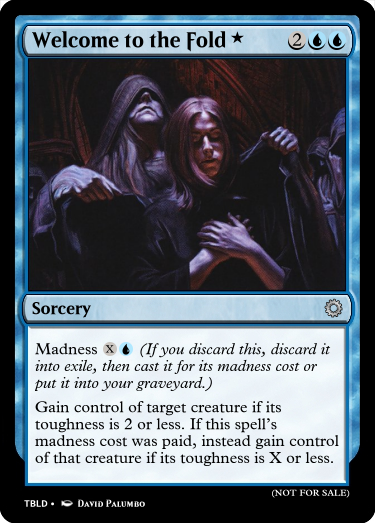 Welcome to the Fold ★ 2
Sorcery
Madness X (If you discard this, discard it
into exile, then cast it for its madness cost or
put it into your graveyard.)
Gain control of target creature if its
toughness is 2 or less. If this spell's
madness cost was paid, instead gain control
of that creature if its toughness is X or less.
(NOT FOR SALE)
TBLD • DAVID PALUMBO